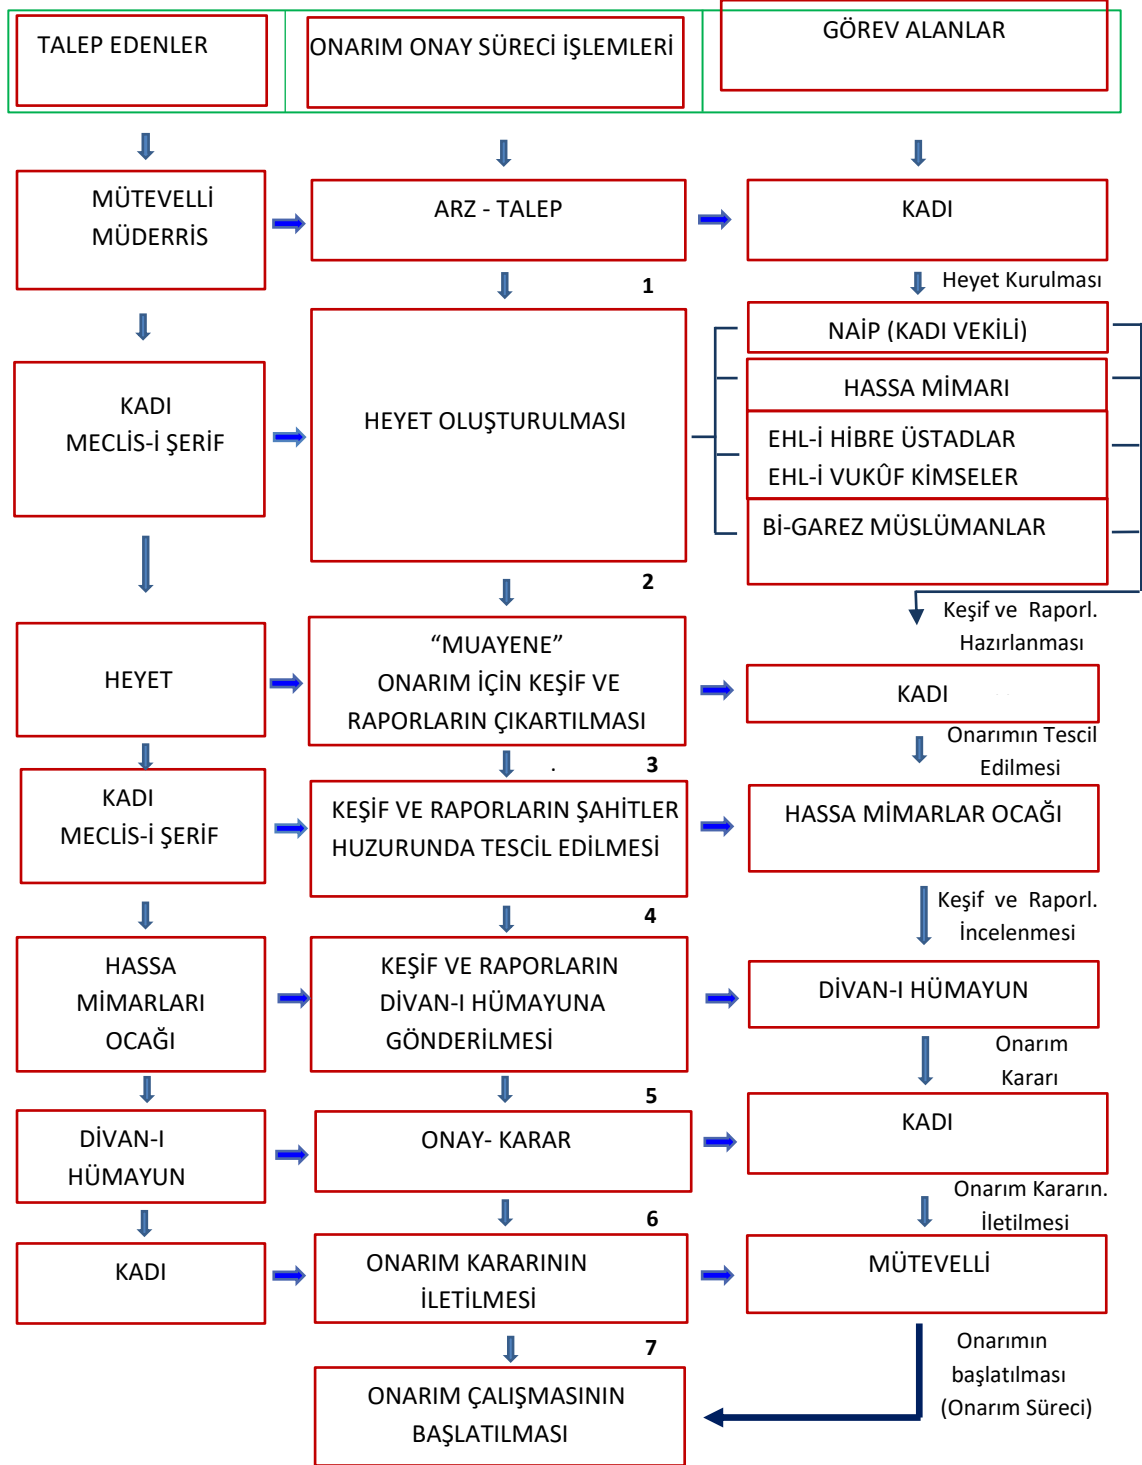 TALEP EDENLER
ONARIM ONAY SÜRECİ İŞLEMLERİ
GÖREV ALANLAR
MÜTEVELLİ
MÜDERRİS
ARZ - TALEP
KADI
1
Heyet Kurulması
KADI
MECLİS-İ ŞERİF
HEYET OLUŞTURULMASI
NAİP (KADI VEKİLİ)
HASSA MİMARI
EHL-İ HİBRE ÜSTADLAR
EHL-İ VUKÛF KİMSELER
Bİ-GAREZ MÜSLÜMANLAR
2
Keşif ve Raporl.
Hazırlanması
HEYET
“MUAYENE”
ONARIM İÇİN KEŞİF VE
RAPORLARIN ÇIKARTILMASI
KADI
3
Onarımın Tescil
Edilmesi
KADI
MECLİS-İ ŞERİF
KEŞİF VE RAPORLARIN ŞAHİTLER
HUZURUNDA TESCİL EDİLMESİ
HASSA MİMARLAR OCAĞI
4
Keşif ve Raporl.
İncelenmesi
HASSA
MİMARLARI
OCAĞI
KEŞİF VE RAPORLARIN
DİVAN-I HÜMAYUNA
GÖNDERİLMESİ
DİVAN-I HÜMAYUN
5
Onarım
Kararı
DİVAN-I
HÜMAYUN
ONAY- KARAR
KADI
6
Onarım Kararın.
İletilmesi
KADI
ONARIM KARARININ
İLETİLMESİ
MÜTEVELLİ
7
Onarımın
başlatılması
(Onarım Süreci)
ONARIM ÇALIŞMASININ
BAŞLATILMASI